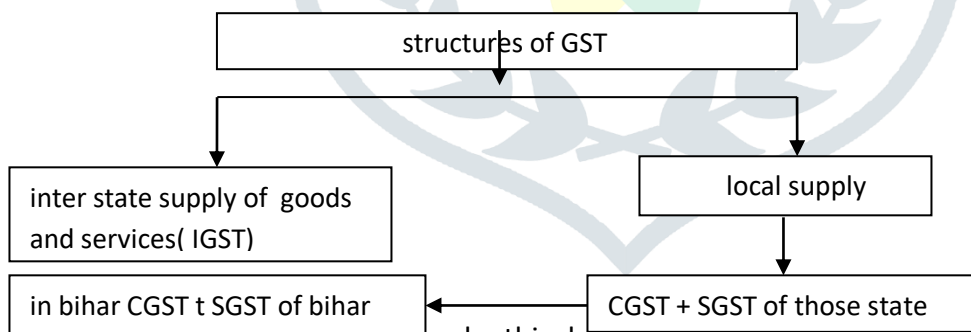 structures of GST
inter state supply of goods
and services( IGST)
local supply
in bihar CGST t SGST of bihar
CGST + SGST of those state